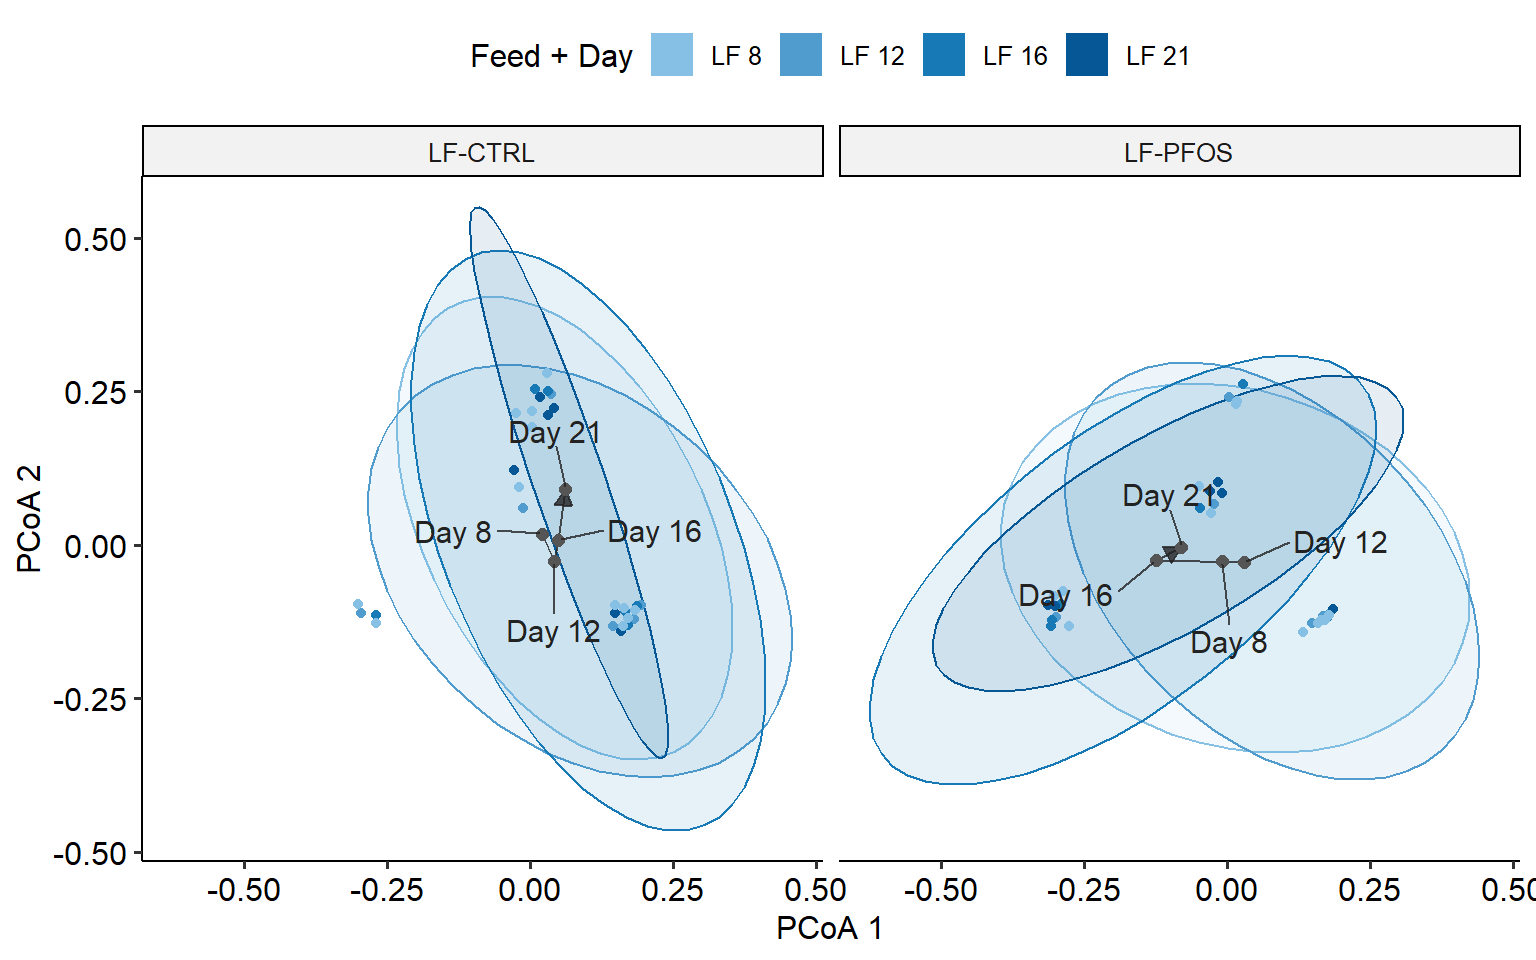 Feed + Day LF 8 LF 12 LF 16 LF 21
LF-CTRL LF-PFOS
PCoA 2
0.50
0.25
0.00
-0.25
-0.50
Day 21
Day 8
Day 16
Day 12
Day 21
Day 12
Day 16
Day 8
-0.50 -0.25 0.00 0.25 0.50 -0.50 -0.25 0.00 0.25 0.50
PCoA 1